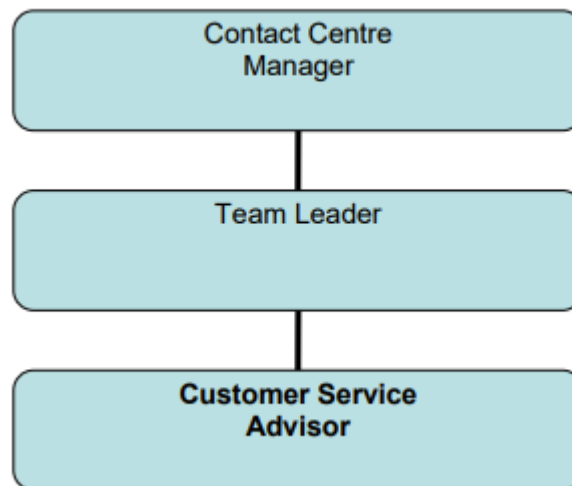 Contact Centre
Manager
Team Leader
Customer Service
Advisor